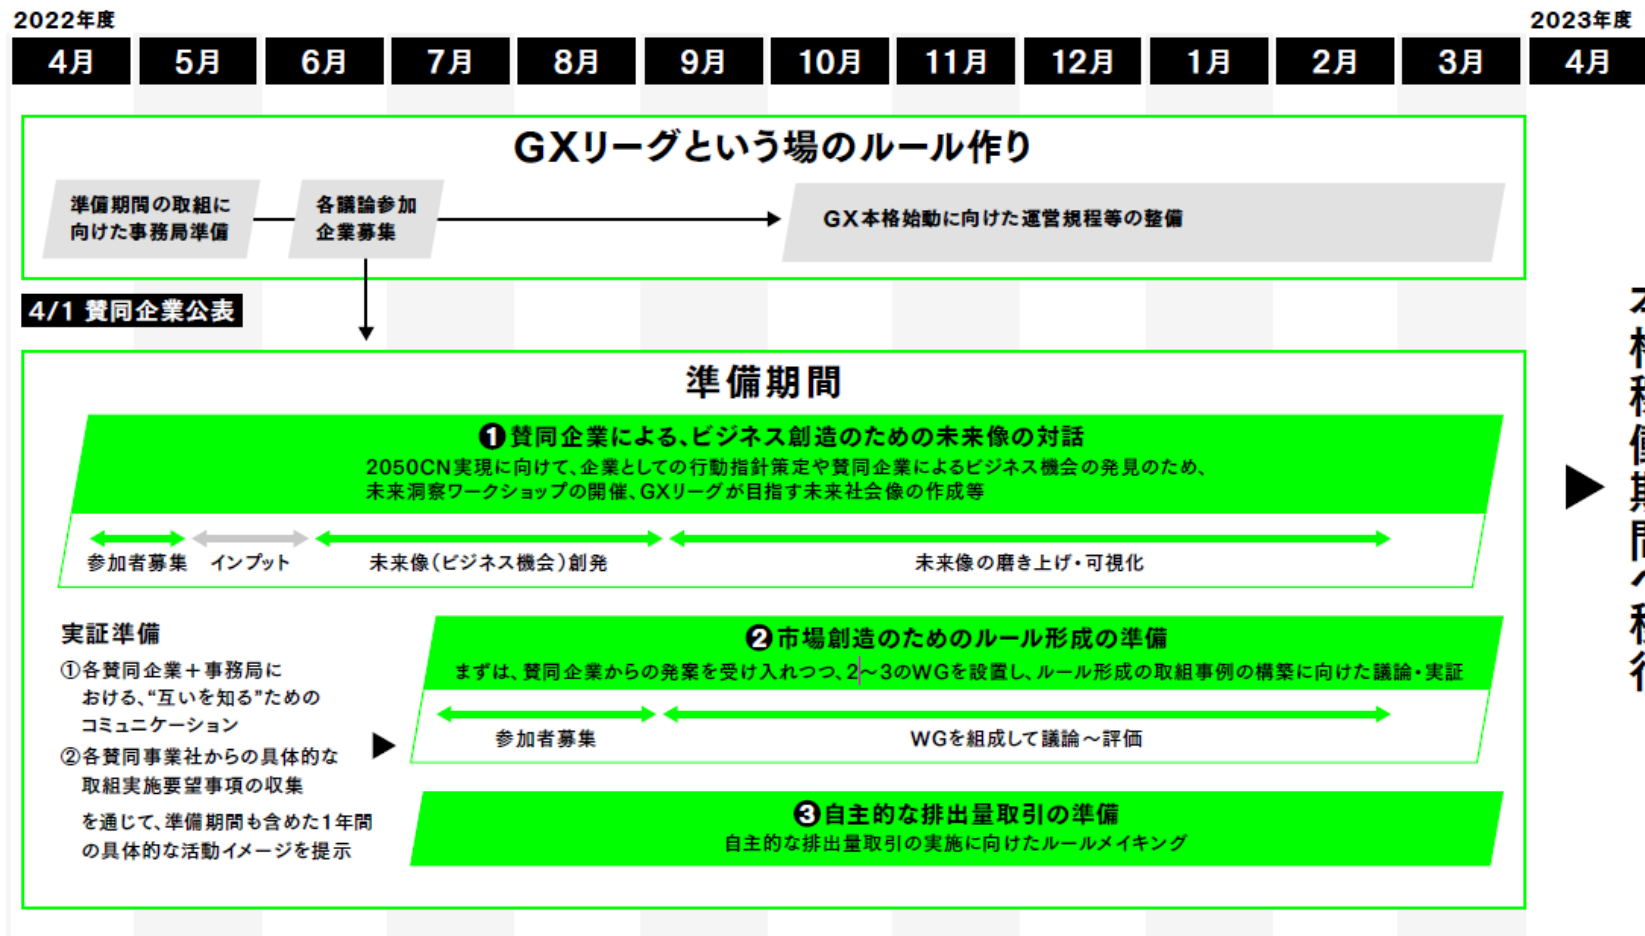 2022年度
2023年度
4月 5月 6月 7月 8月 9月 10月 11月 12月 1月 2月 3月 4月
GXリーグという場のルール作り
準備期間の取組に
向けた事務局準備
各議論参加
企業募集
GX本格始動に向けた運営規程等の整備
4/1 賛同企業公表
準備期間
❶賛同企業による、ビジネス創造のための未来像の対話
2050CN実現に向けて、企業としての行動指針策定や賛同企業によるビジネス機会の発見のため、
未来洞察ワークショップの開催、GXリーグが目指す未来社会像の作成等
参加者募集
インプット
未来像（ビジネス機会）創発
未来像の磨き上げ・可視化
実証準備
①各賛同企業＋事務局に
おける、“互いを知る”ための
コミュニケーション
②各賛同事業社からの具体的な
取組実施要望事項の収集
を通じて、準備期間も含めた1年間
の具体的な活動イメージを提示
❷市場創造のためのルール形成の準備
まずは、賛同企業からの発案を受け入れつつ、2～3のWGを設置し、ルール形成の取組事例の構築に向けた議論・実証
参加者募集
WGを組成して議論～評価
❸自主的な排出量取引の準備
自主的な排出量取引の実施に向けたルールメイキング
本格稼働期間へ移行